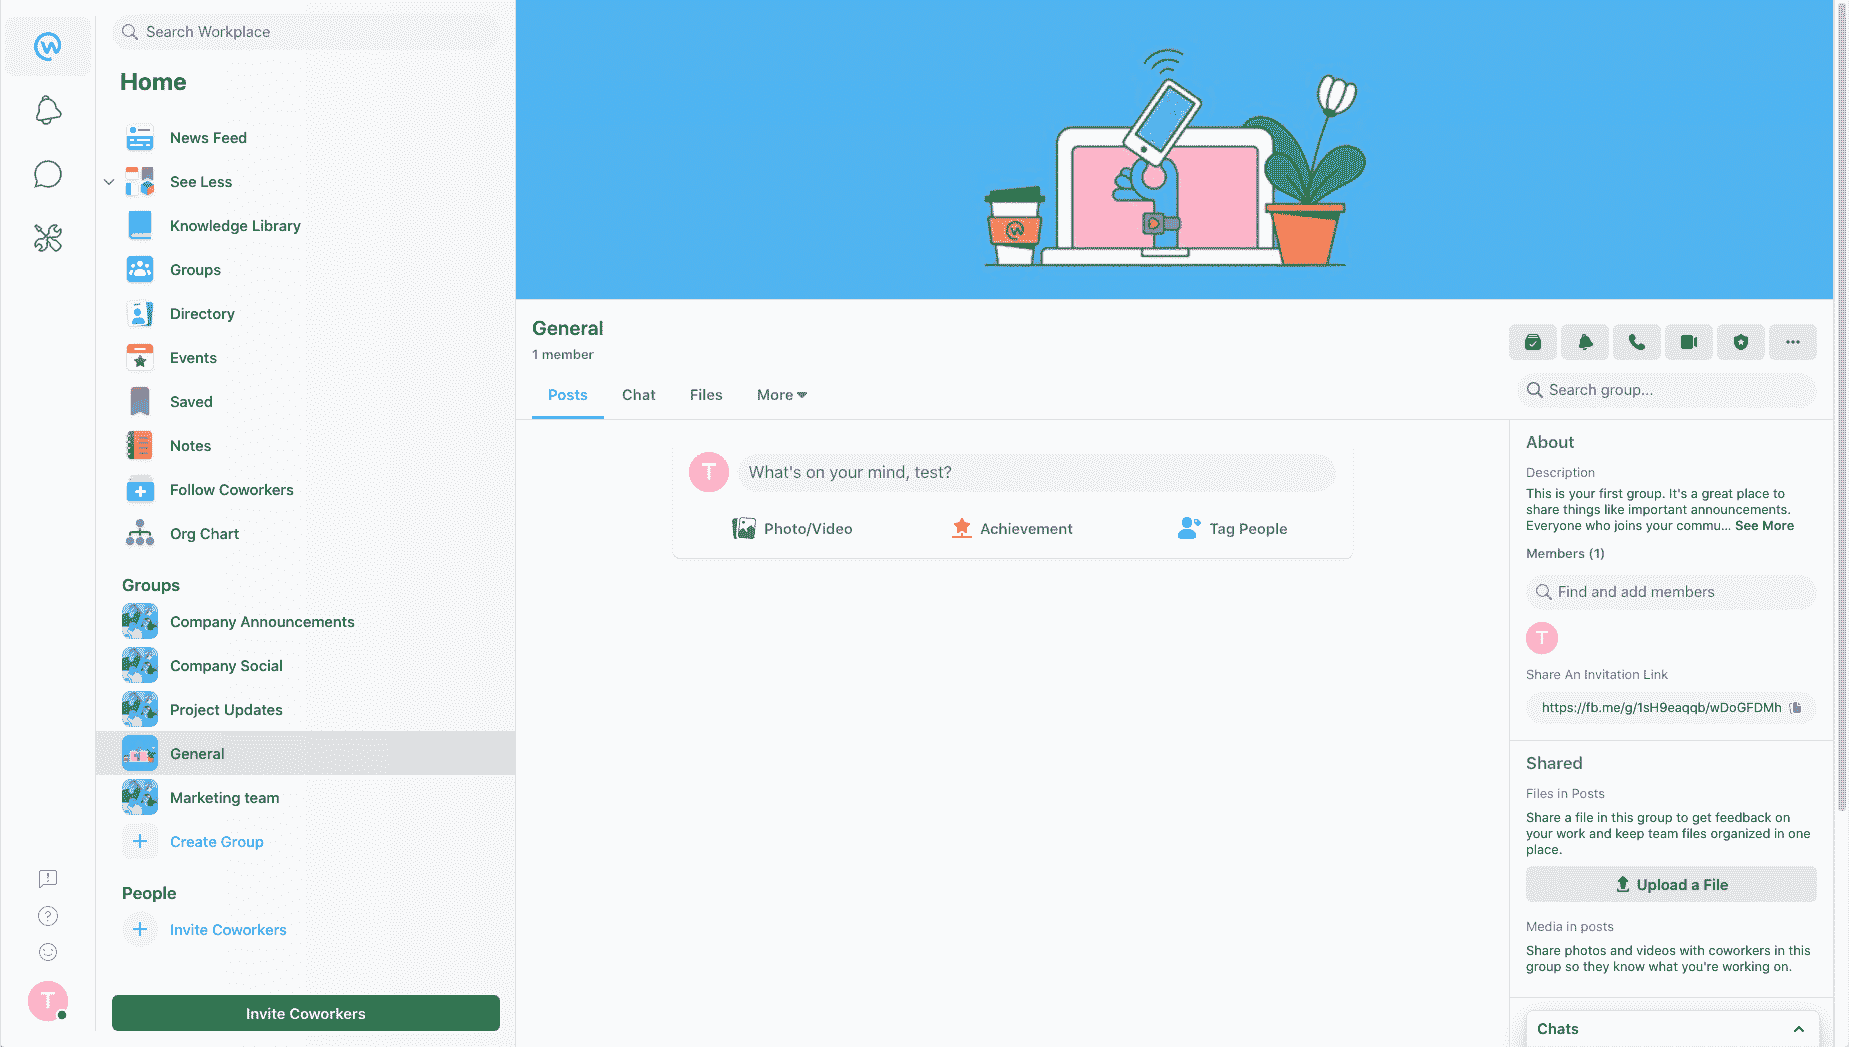 Search Workplace
Home
News Feed
See Less
Knowledge Library
Groups
Directory
Events
Saved
Notes
Follow Coworkers
Org Chart
Groups
Company Announcements
Company Social
Project Updates
General
Marketing team
Create Group
People
Invite Coworkers
T
Invite Coworkers
General
1 member
Posts
Chat
Files
More
Search group...
T
What's on your mind, test?
Photo/Video
Achievement
Tag People
About
Description
This is your first group. It's a great place to
share things like important announcements.
Everyone who joins your commu... See More
Members (1)
Find and add members
T
Share An Invitation Link
https://fb.me/g/1sH9eaqqb/wDoGFDMh
Shared
Files in Posts
Share a file in this group to get feedback on
your work and keep team files organized in one
place.
Upload a File
Media in posts
Share photos and videos with coworkers in this
group so they know what you're working on.
Chats